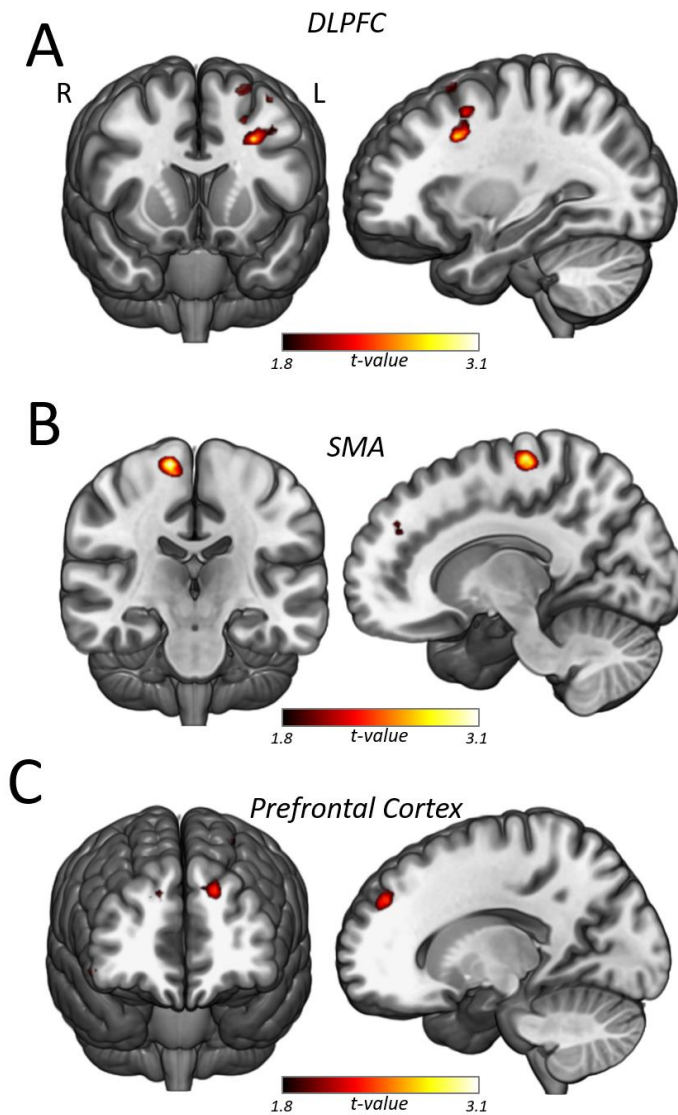 A
DLPFC
R
L
1.8
t-value
3.1
B
SMA
1.8
t-value
3.1
C
Prefrontal Cortex
1.8
t-value
3.1